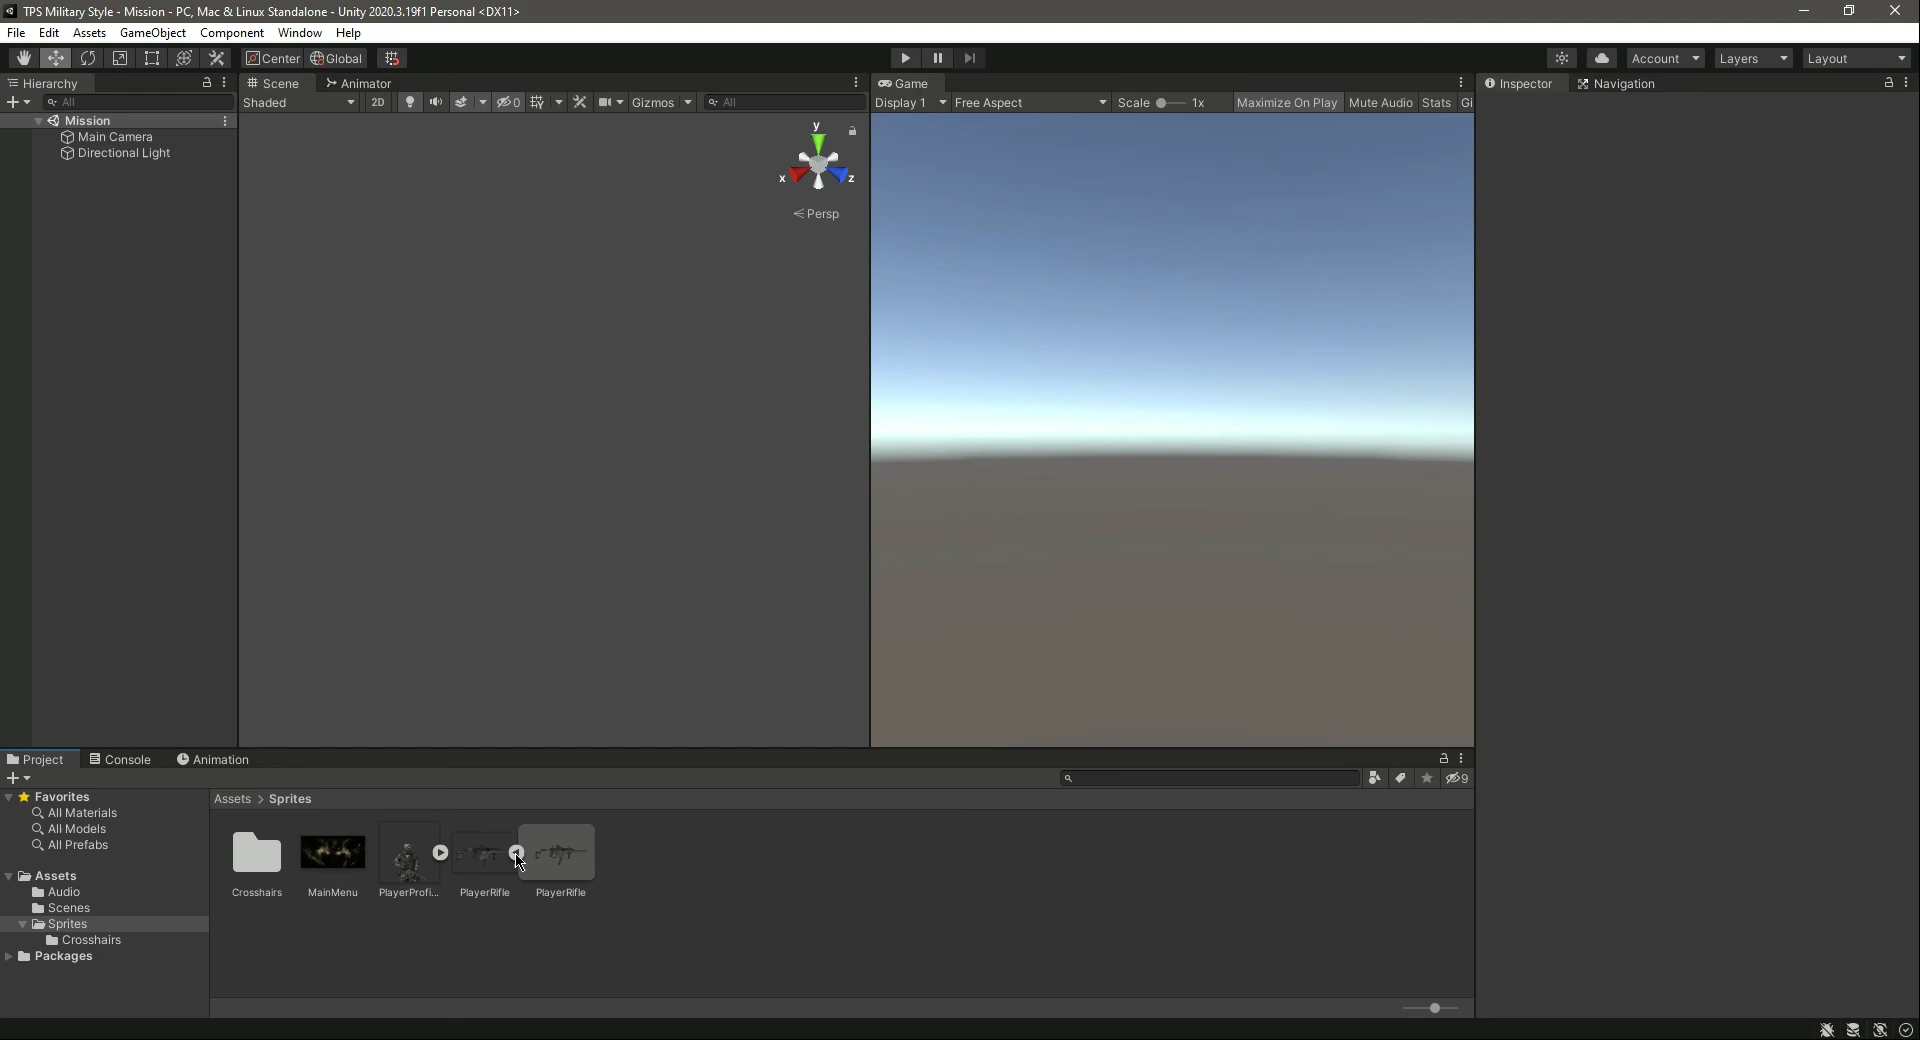 TPS Military Style - Mission - PC, Mac & Linux Standalone - Unity 2020.3.19f1 Personal <DX11>
File Edit Assets GameObject Component Window Help
Center Global Account Layers Layout
Hierarchy Scene Animator Game Inspector Navigation
All Shaded 2D 0 Gizmos All Display 1 Free Aspect Scale 1x Maximize On Play Mute Audio Stats Gi
Mission
Main Camera
Directional Light
y
x z
Persp
Project Console Animation
9
Favorites
All Materials
All Models
All Prefabs
Assets
Audio
Scenes
Sprites
Crosshairs
Packages
Assets > Sprites
Crosshairs MainMenu PlayerProfi... PlayerRifle PlayerRifle